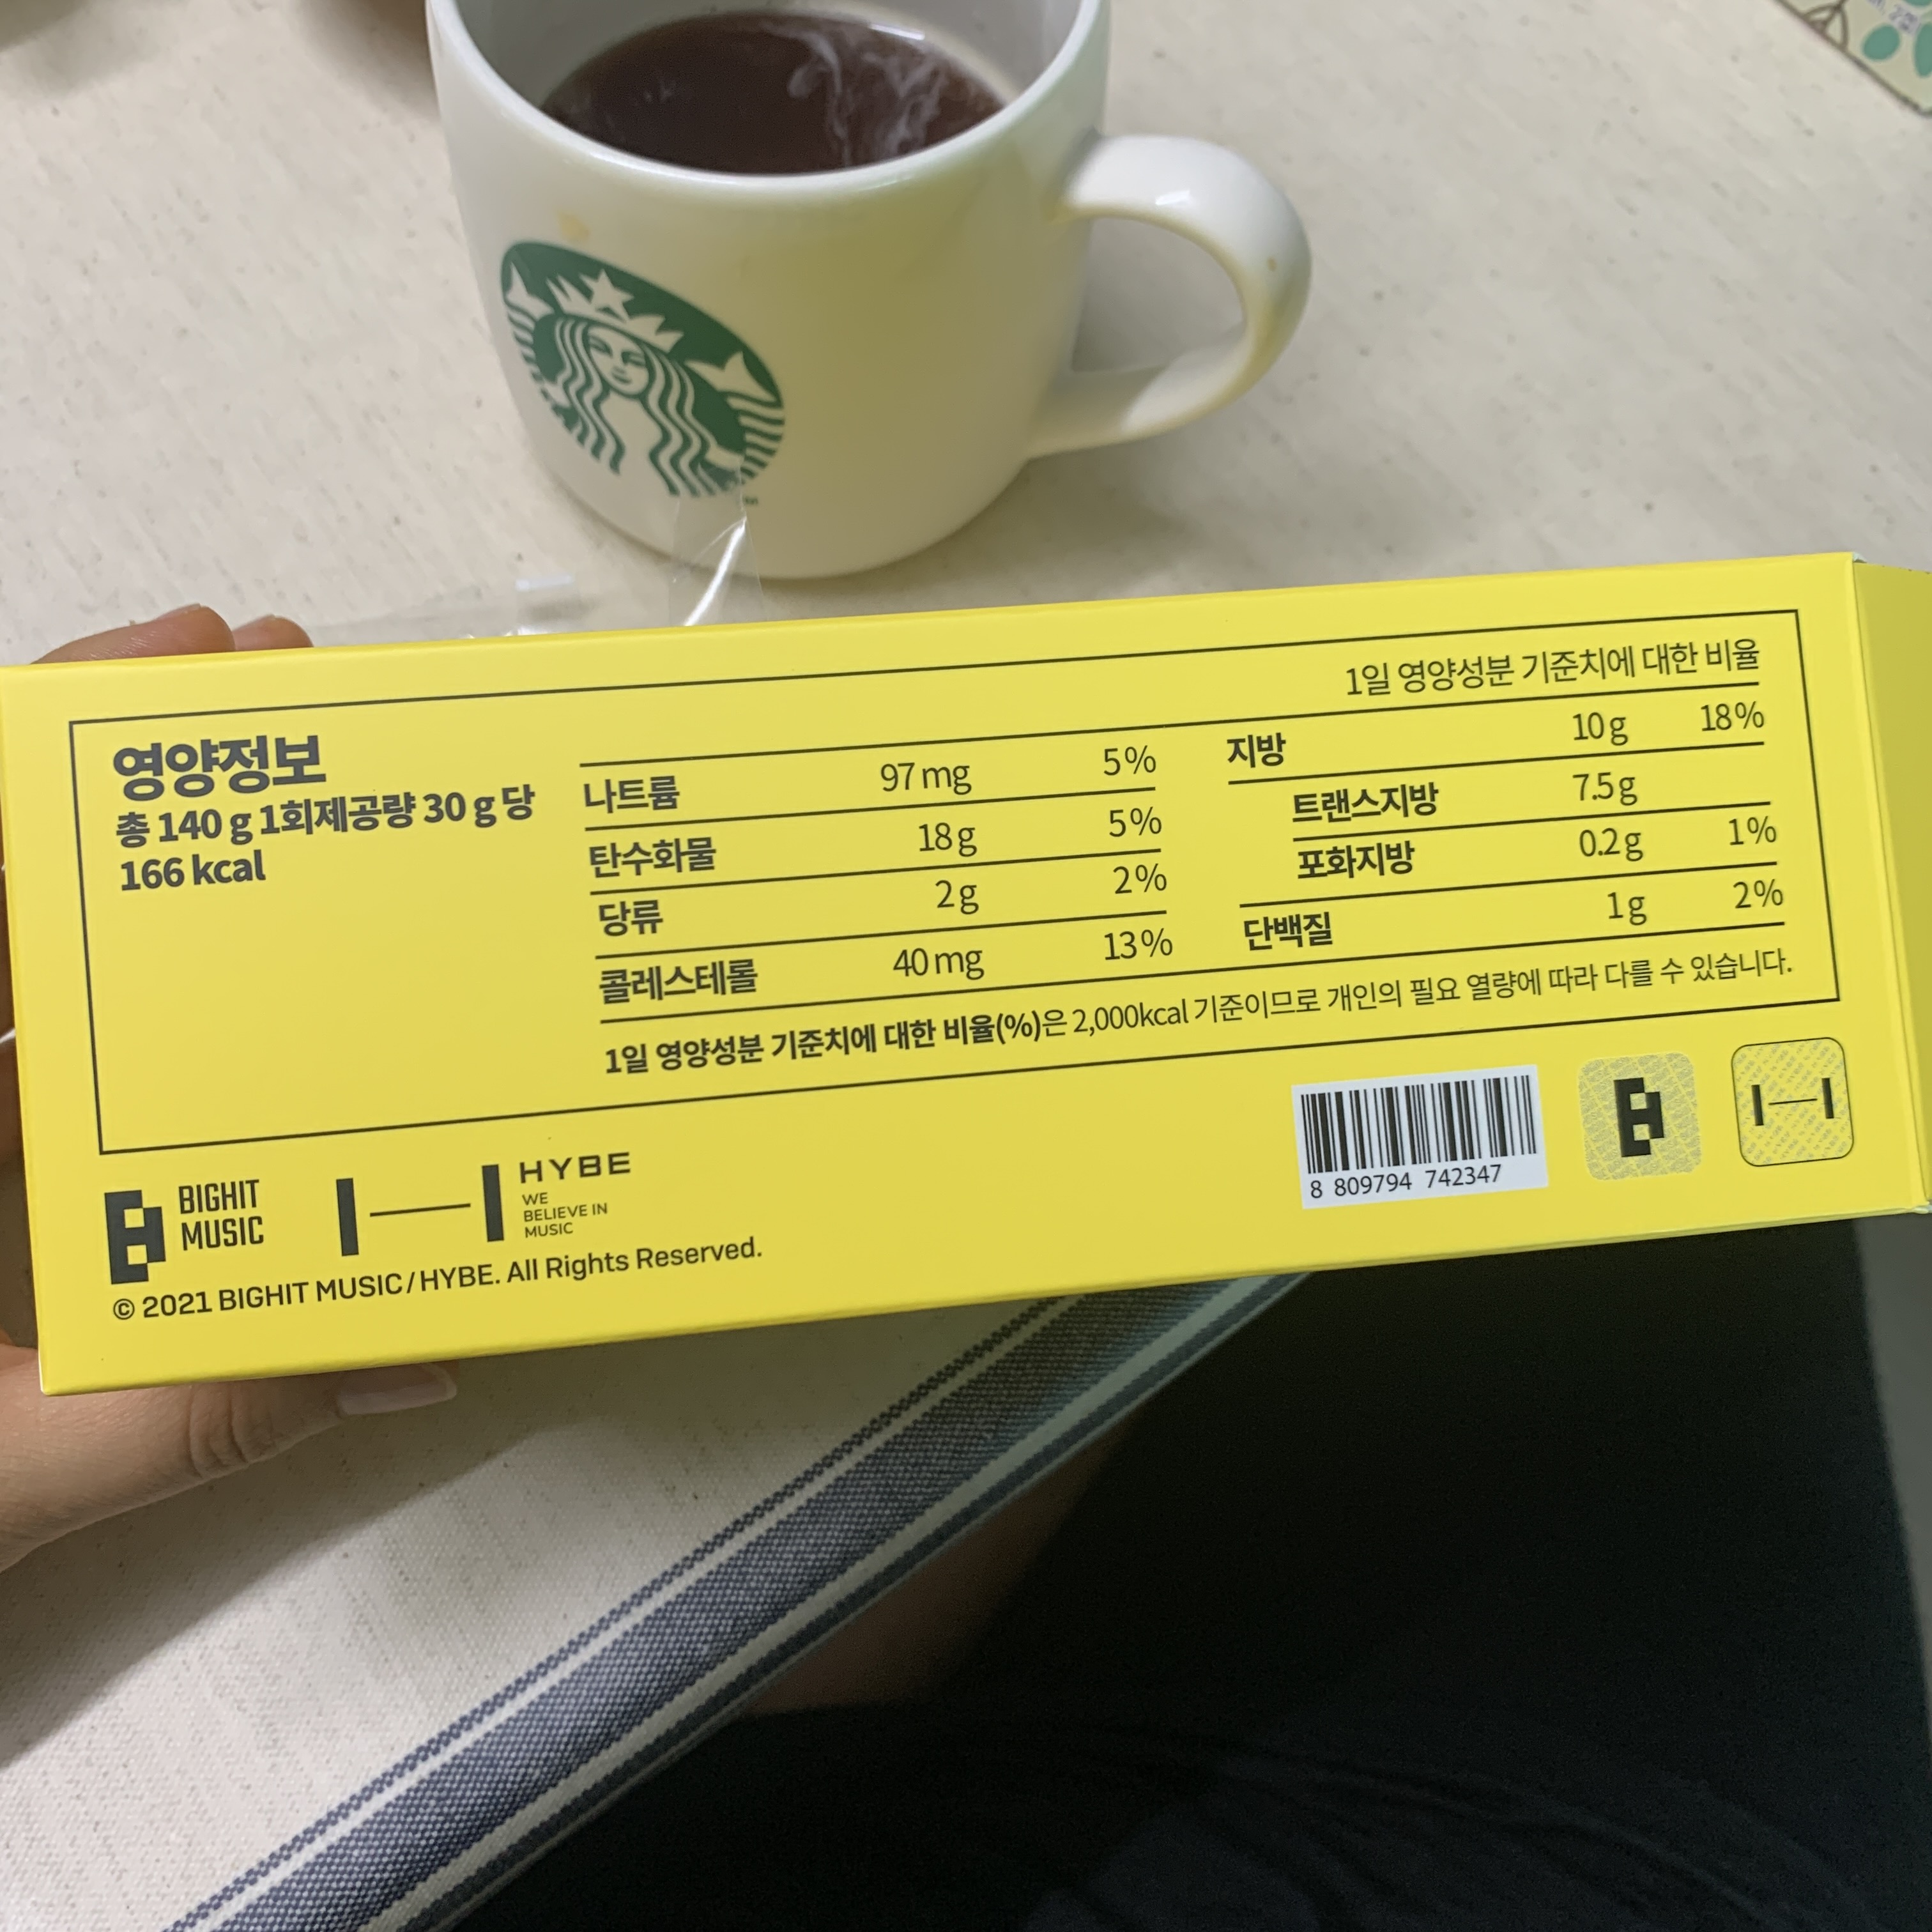 1일 영양성분 기준치에 대한 비율
영양정보
총 140 g 1회제공량 30 g 당
166 kcal
나트륨 97 mg 5%
탄수화물 18 g 5%
당류 2 g 2%
콜레스테롤 40 mg 13%
지방 10 g 18%
트랜스지방 7.5 g
포화지방 0.2 g 1%
단백질 1 g 2%
1일 영양성분 기준치에 대한 비율(%)은 2,000kcal 기준이므로 개인의 필요 열량에 따라 다를 수 있습니다.
BIGHIT
MUSIC
HYBE
WE
BELIEVE IN
MUSIC
© 2021 BIGHIT MUSIC / HYBE. All Rights Reserved.
8 809794 742347